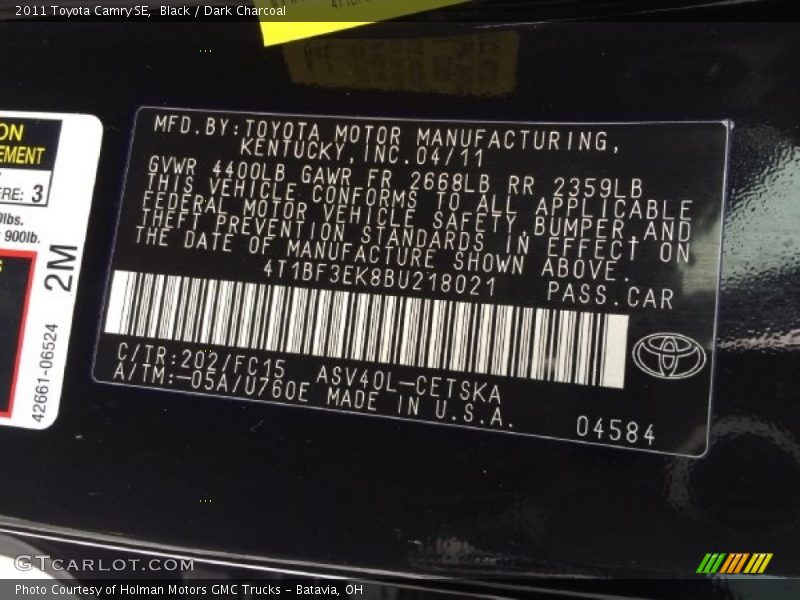 2011 Toyota Camry SE, Black / Dark Charcoal
MFD.BY:TOYOTA MOTOR MANUFACTURING,
KENTUCKY,INC.04/11
GVWR 4400LB GAWR FR 2668LB RR 2359LB
THIS VEHICLE CONFORMS TO ALL APPLICABLE
FEDERAL MOTOR VEHICLE SAFETY,BUMPER,AND
THEFT PREVENTION STANDARDS IN EFFECT ON
THE DATE OF MANUFACTURE SHOWN ABOVE.
4T1BF3EK8BU218021 PASS.CAR
C/TR:202/FC15 ASV40L-CETSKA
A/TM:-05A/U760E MADE IN U.S.A.
04584
ON
EMENT
RE: 3
lbs.
900lb.
2M
42661-06524
GTCARLOT.COM
Photo Courtesy of Holman Motors GMC Trucks - Batavia, OH